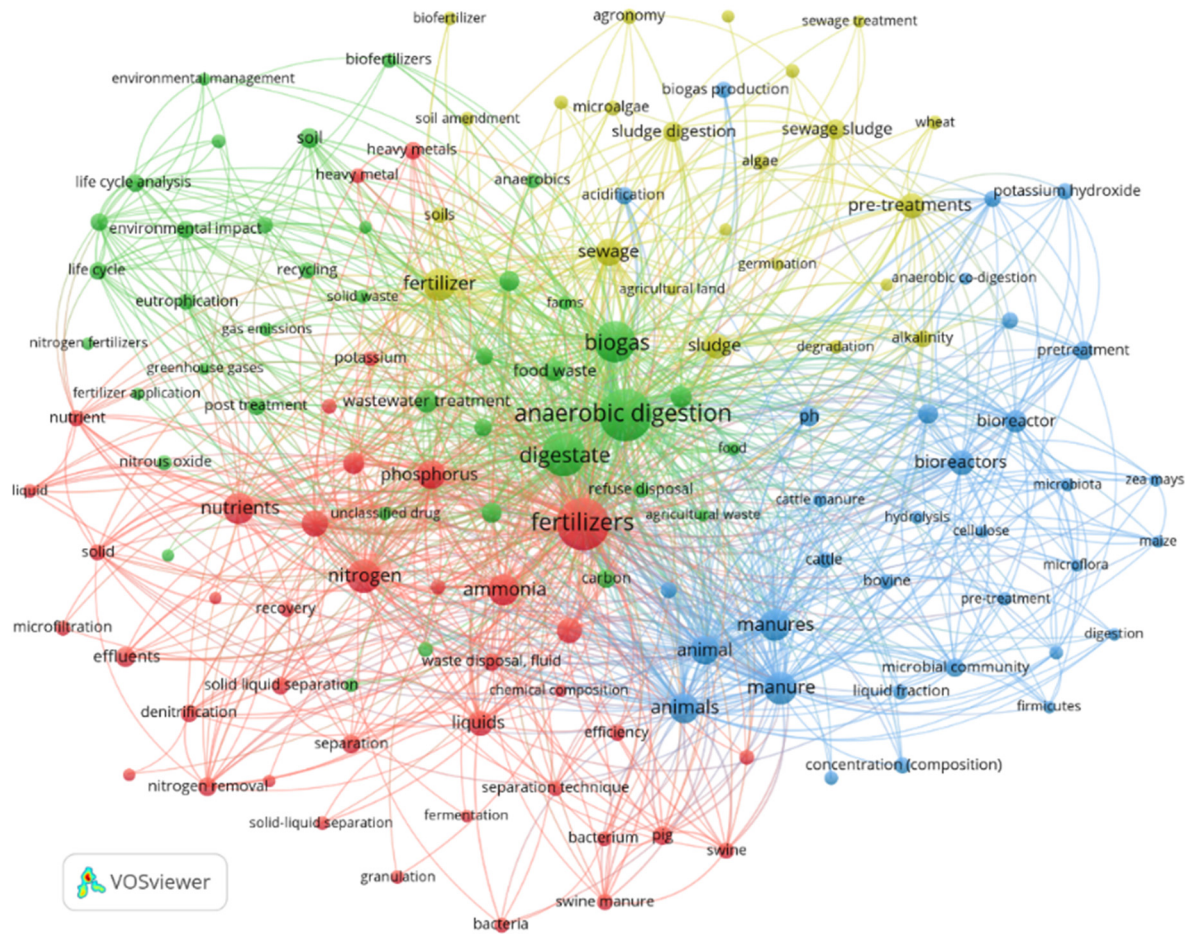 biofertilizer
agronomy
sewage treatment
biofertilizers
environmental management
biogas production
microalgae
soil amendment
sludge digestion
sewage sludge
wheat
soil
heavy metals
algae
heavy metal
anaerobics
life cycle analysis
acidification
potassium hydroxide
pre-treatments
soils
environmental impact
sewage
germination
life cycle
recycling
anaerobic co-digestion
fertilizer
agricultural land
solid waste
eutrophication
farms
gas emissions
nitrogen fertilizers
biogas
sludge
degradation
alkalinity
pretreatment
potassium
greenhouse gases
food waste
fertilizer application
post treatment
wastewater treatment
anaerobic digestion
nutrient
ph
bioreactor
food
digestate
nitrous oxide
bioreactors
phosphorus
zea mays
microbiota
liquid
refuse disposal
cattle manure
nutrients
unclassified drug
agricultural waste
hydrolysis
fertilizers
cellulose
maize
solid
cattle
microflora
nitrogen
carbon
bovine
ammonia
pre-treatment
recovery
microfiltration
manures
digestion
animal
effluents
waste disposal, fluid
microbial community
solid liquid separation
chemical composition
manure
liquid fraction
animals
firmicutes
denitrification
liquids
efficiency
separation
concentration (composition)
nitrogen removal
separation technique
fermentation
solid-liquid separation
bacterium
pig
swine
granulation
VOSviewer
swine manure
bacteria